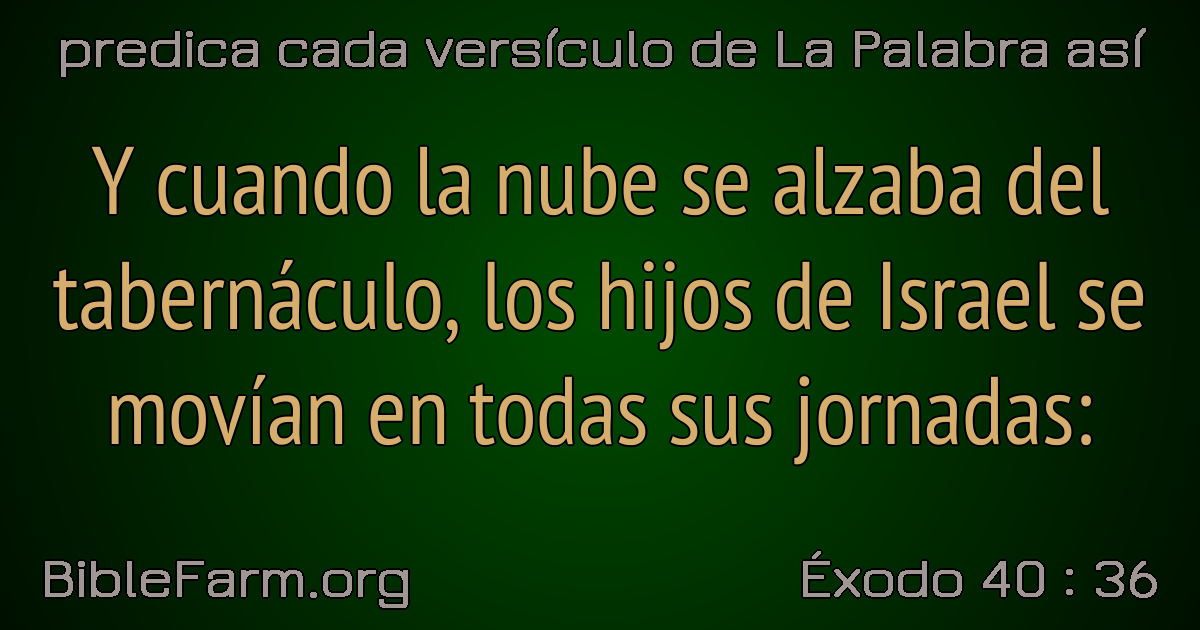 predica cada versículo de La Palabra así
Y cuando la nube se alzaba del
tabernáculo, los hijos de Israel se
movían en todas sus jornadas:
BibleFarm.org
Éxodo 40 : 36